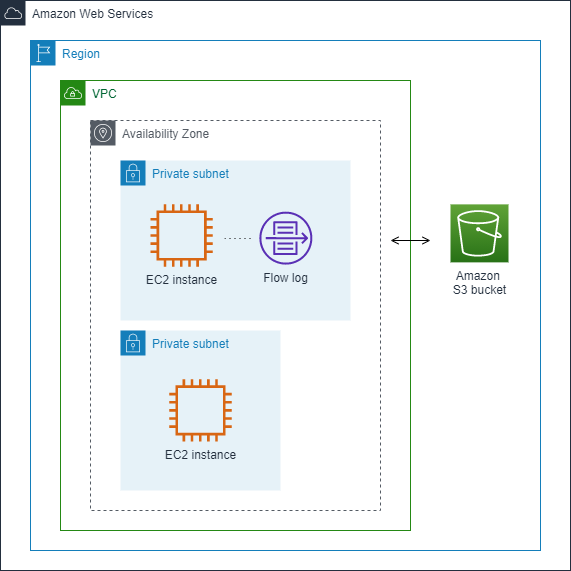 Amazon Web Services
Region
VPC
Availability Zone
Private subnet
EC2 instance
Flow log
Amazon
S3 bucket
Private subnet
EC2 instance